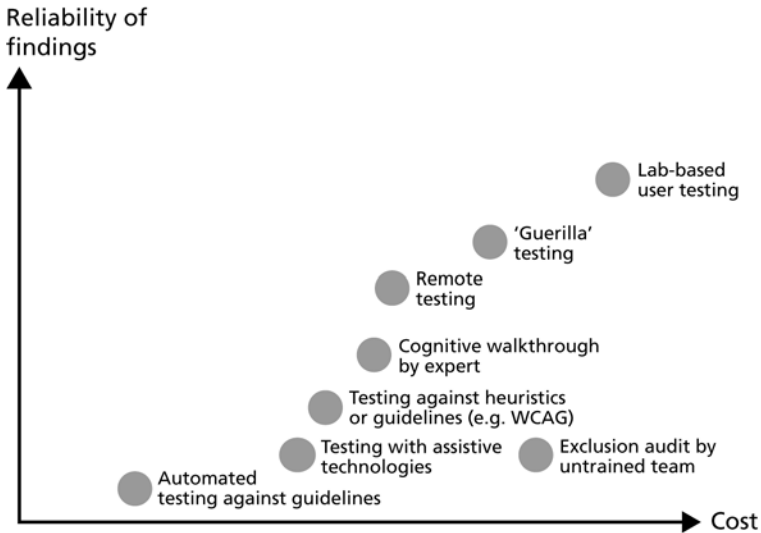 Reliability of
findings
Lab-based
user testing
‘Guerilla’
testing
Remote
testing
Cognitive walkthrough
by expert
Testing against heuristics
or guidelines (e.g. WCAG)
Testing with assistive
technologies
Exclusion audit by
untrained team
Automated
testing against guidelines
Cost